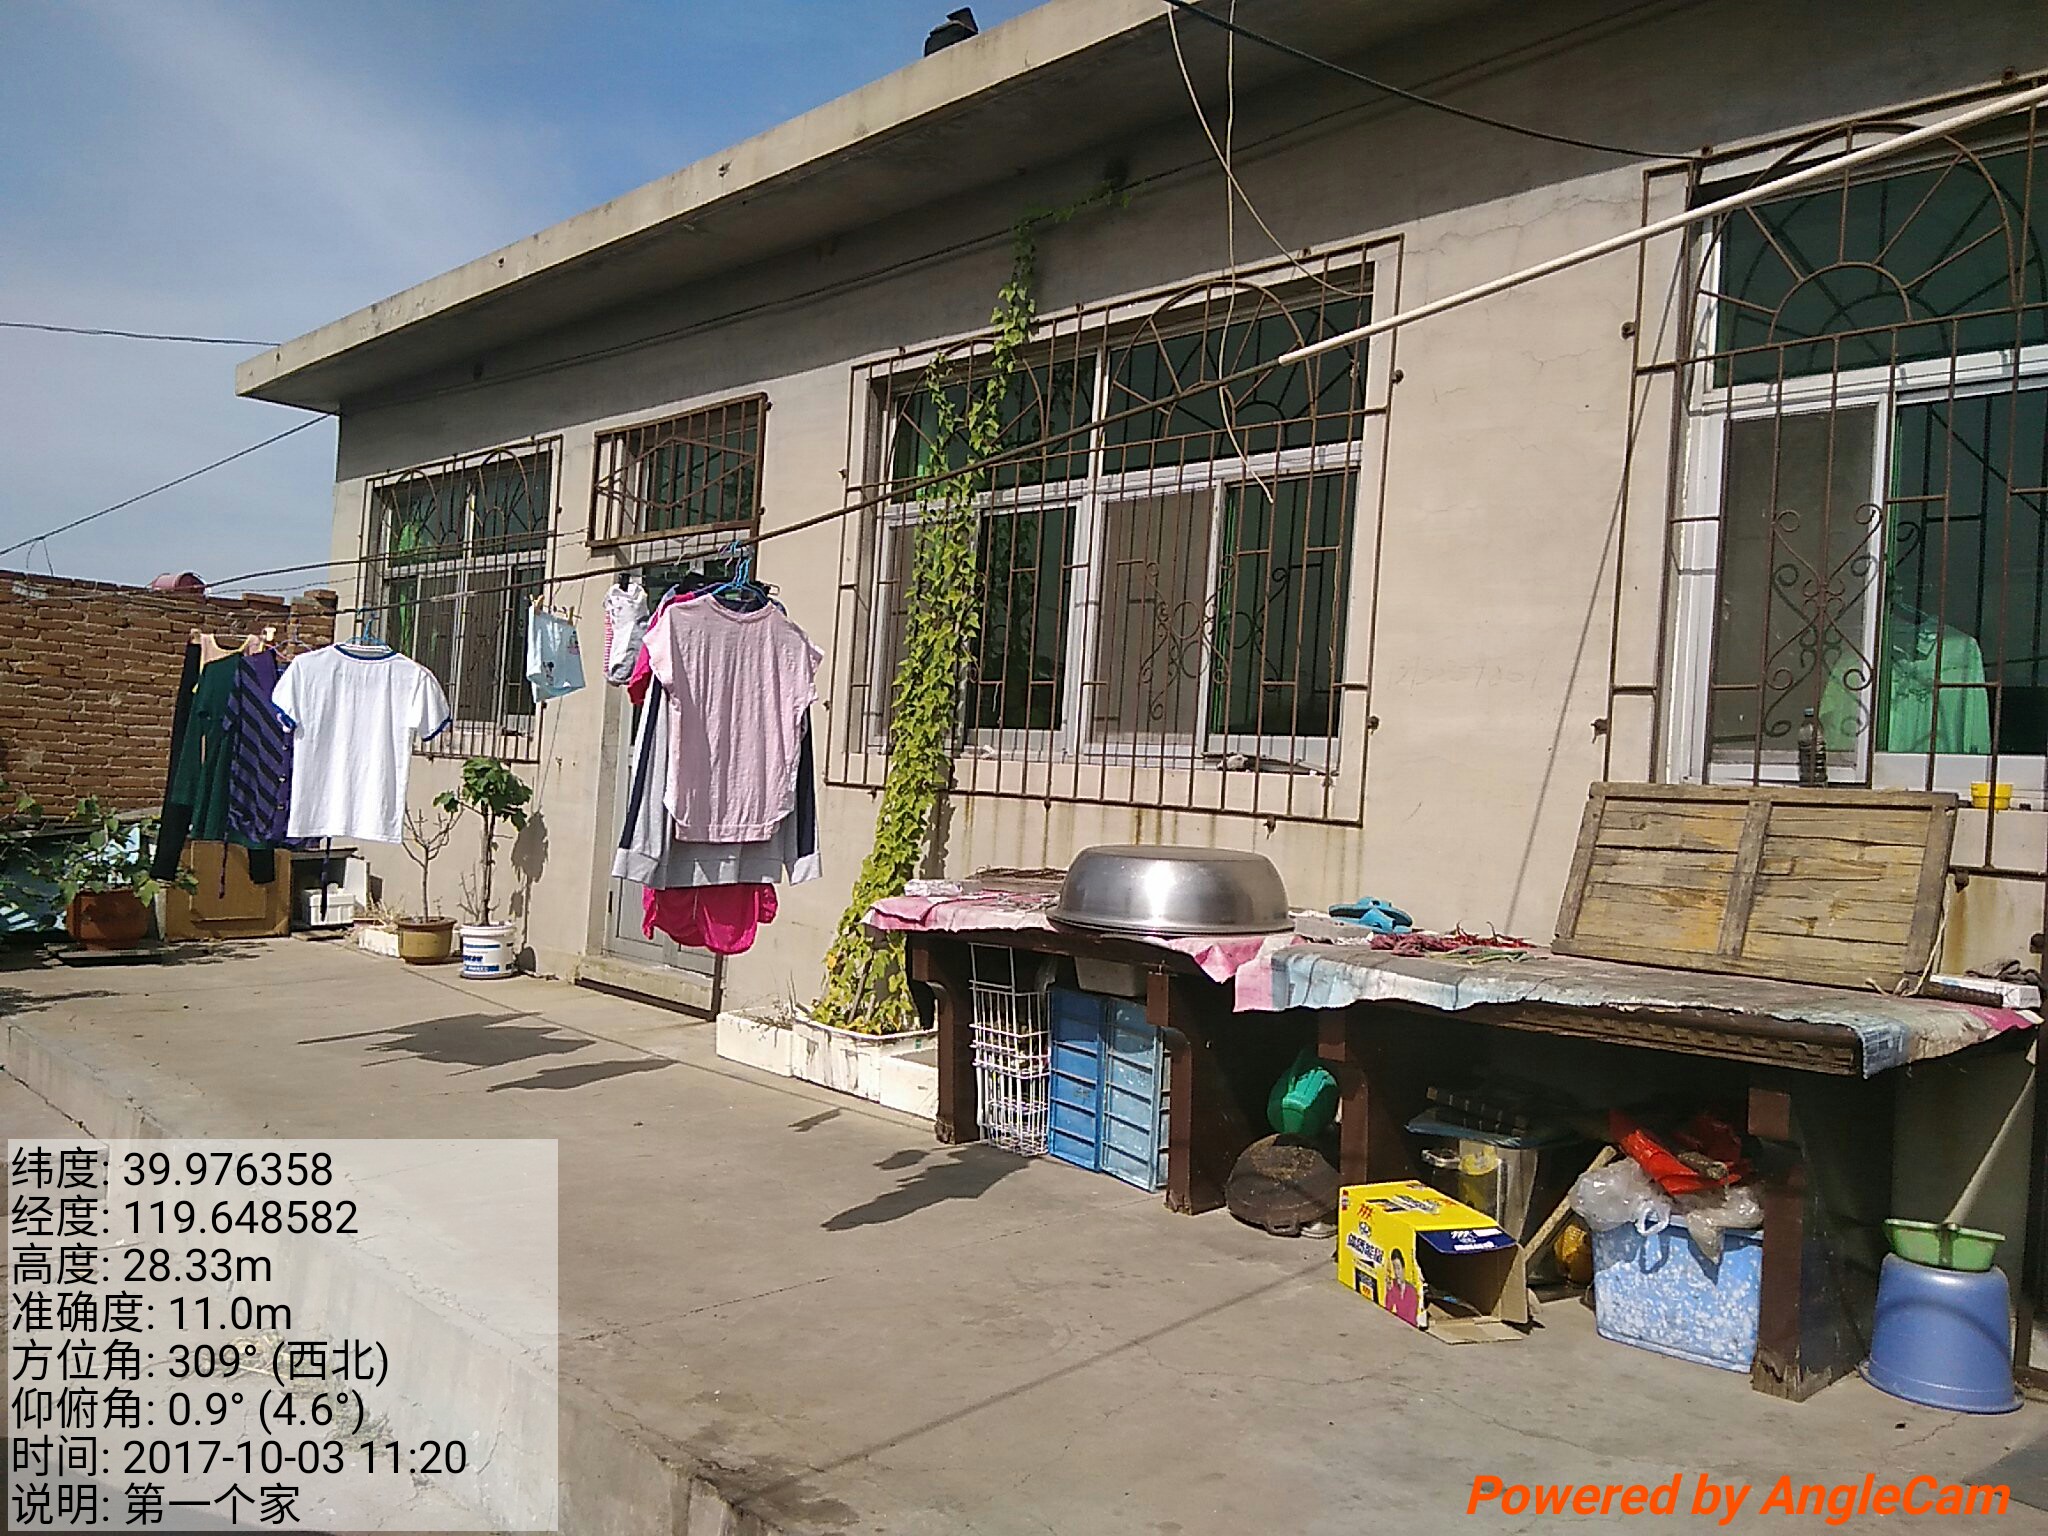 纬度: 39.976358
经度: 119.648582
高度: 28.33m
准确度: 11.0m
方位角: 309° (西北)
仰俯角: 0.9° (4.6°)
时间: 2017-10-03 11:20
说明: 第一个家
Powered by AngleCam